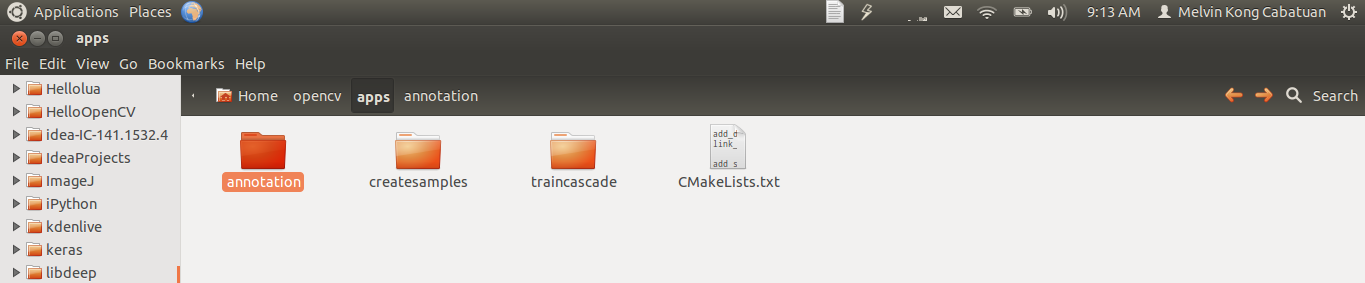 Applications Places 9:13 AM Melvin Kong Cabatuan
apps
File Edit View Go Bookmarks Help
Home opencv apps annotation Search
Hellolua
HelloOpenCV
idea-IC-141.1532.4
IdeaProjects
ImageJ
iPython
kdenlive
keras
libdeep
add_d
link_
add_s
annotation createsamples traincascade CMakeLists.txt